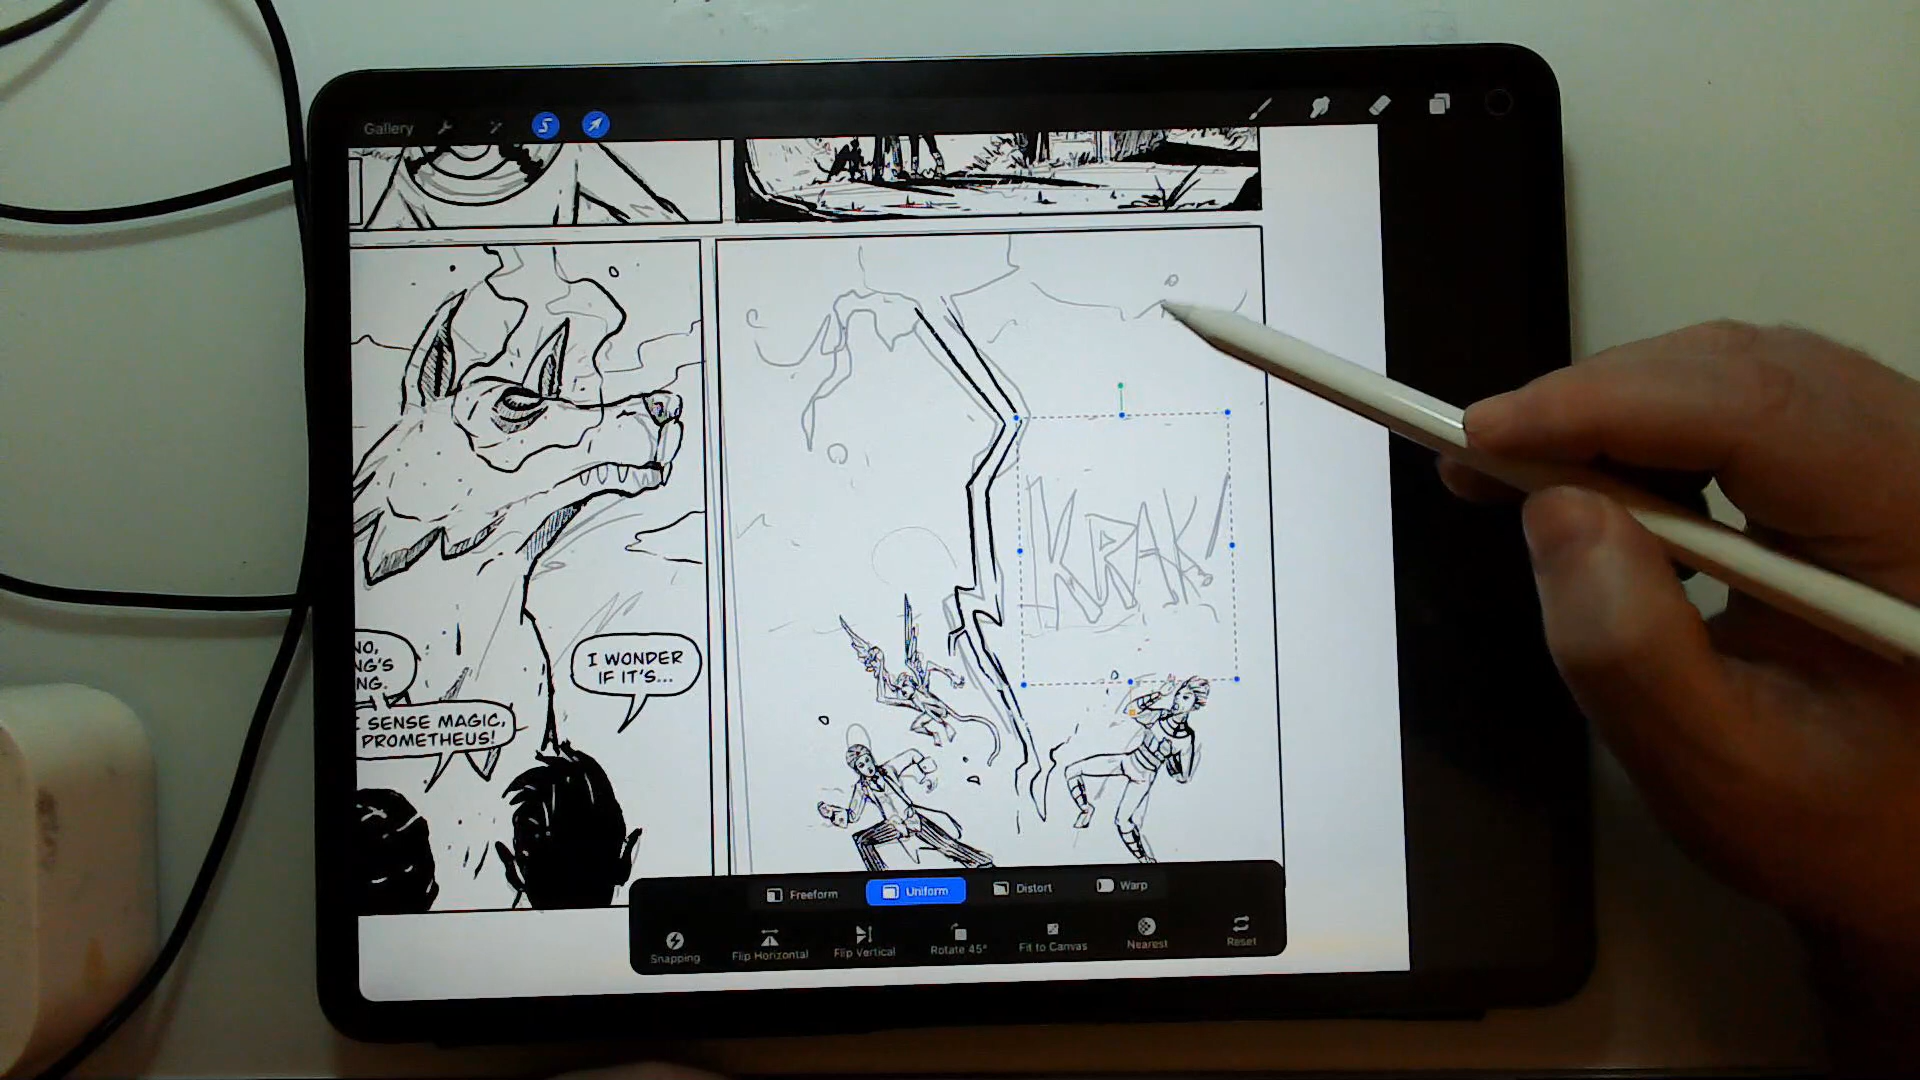 Gallery
NO,
NG'S
NG.
I SENSE MAGIC,
PROMETHEUS!
I WONDER
IF IT'S...
KRAK!
Freeform
Uniform
Distort
Warp
Snapping
Flip Horizontal
Flip Vertical
Rotate 45°
Fit to Canvas
Nearest
Reset